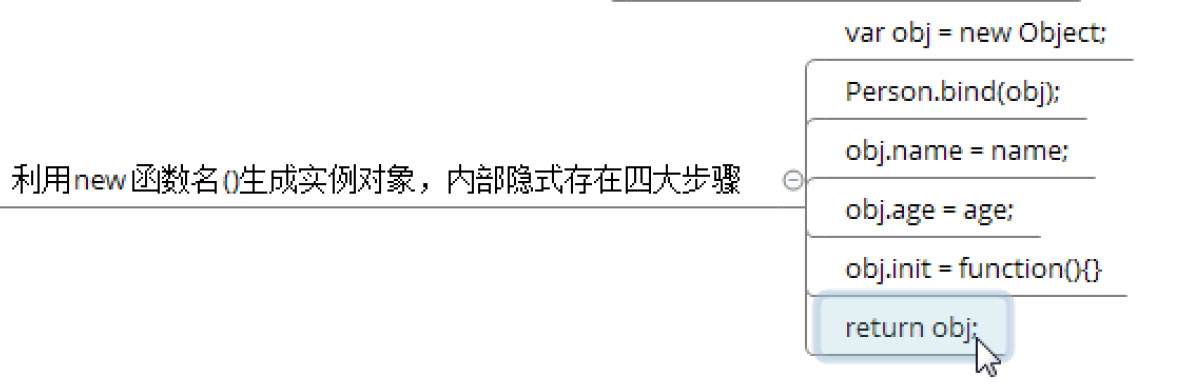 var obj = new Object;
Person.bind(obj);
obj.name = name;
利用new函数名()生成实例对象，内部隐式存在四大步骤
obj.age = age;
obj.init = function(){}
return obj;